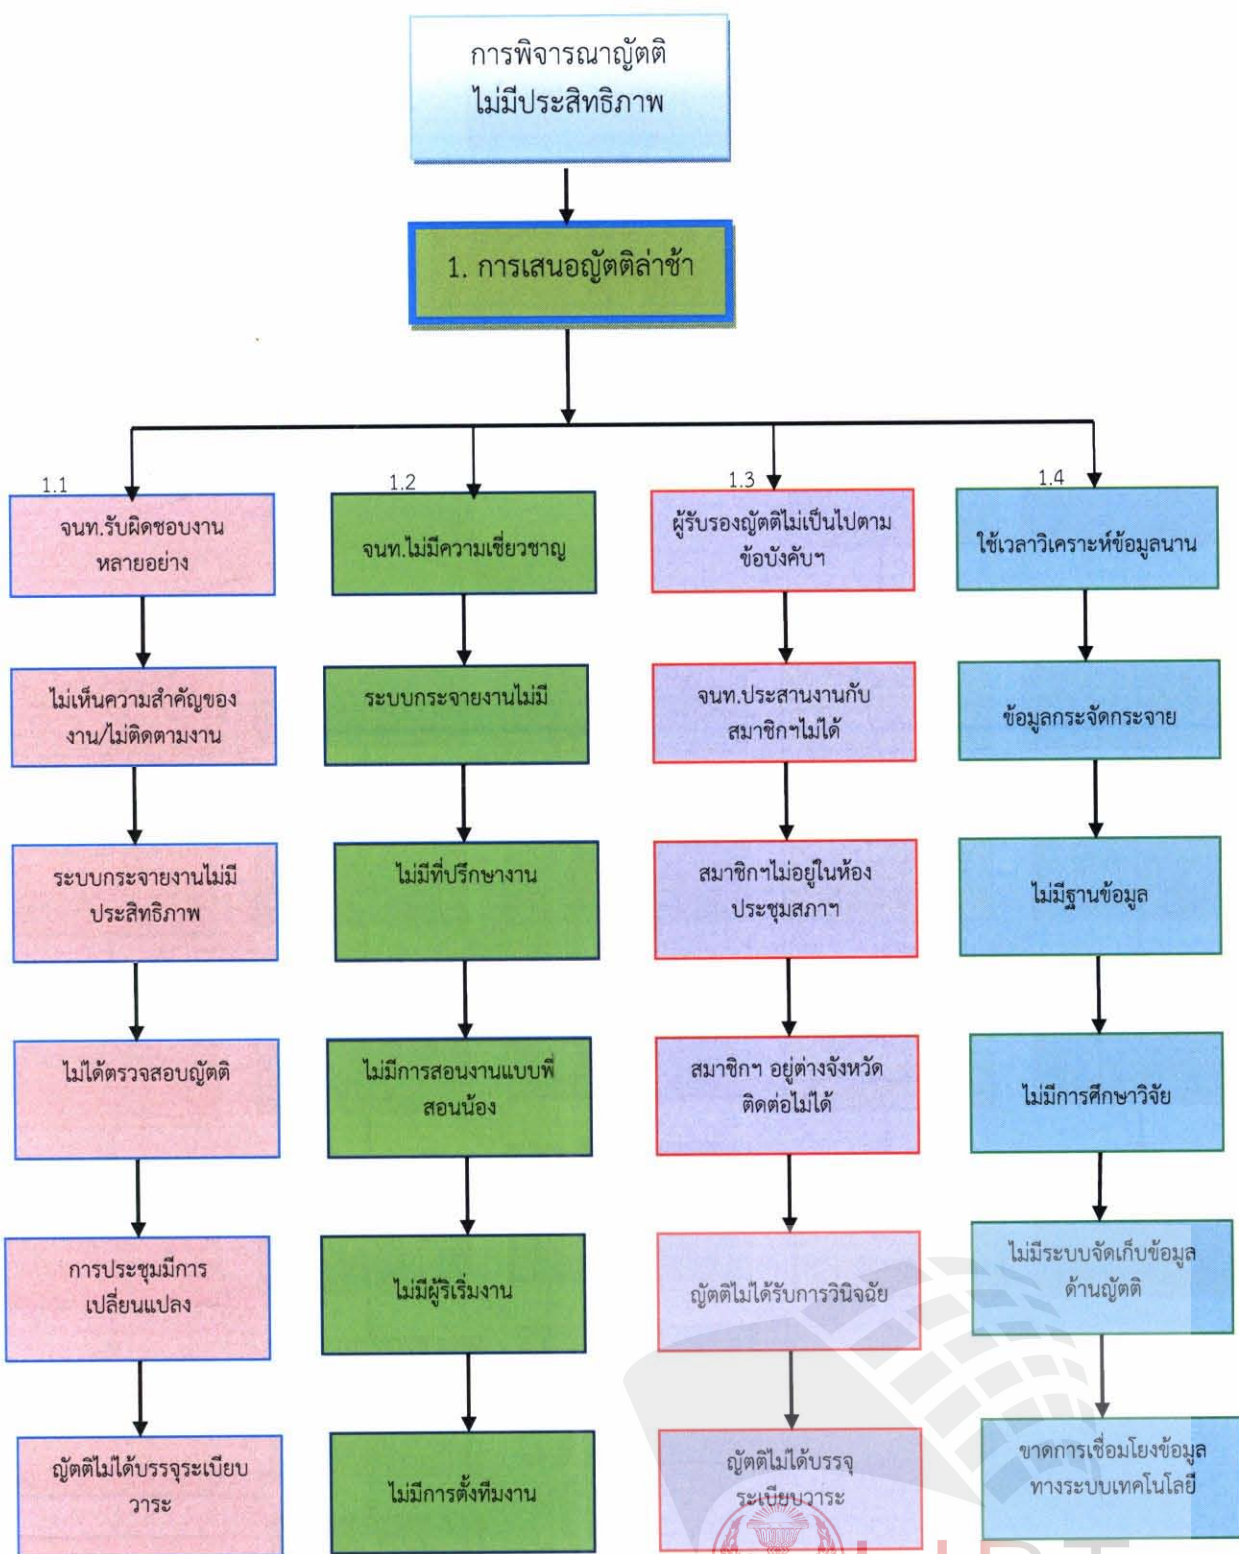 การพิจารณาญัตติ
ไม่มีประสิทธิภาพ
1. การเสนอญัตติล่าช้า
1.1
จนท.รับผิดชอบงาน
หลายอย่าง
ไม่เห็นความสำคัญของ
งาน/ไม่ติดตามงาน
ระบบกระจายงานไม่มี
ประสิทธิภาพ
ไม่ได้ตรวจสอบญัตติ
การประชุมมีการ
เปลี่ยนแปลง
ญัตติไม่ได้บรรจุระเบียบ
วาระ
1.2
จนท.ไม่มีความเชี่ยวชาญ
ระบบกระจายงานไม่มี
ไม่มีที่ปรึกษางาน
ไม่มีการสอนงานแบบพี่
สอนน้อง
ไม่มีผู้ริเริ่มงาน
ไม่มีการตั้งทีมงาน
1.3
ผู้รับรองญัตติไม่เป็นไปตาม
ข้อบังคับฯ
จนท.ประสานงานกับ
สมาชิกฯไม่ได้
สมาชิกฯไม่อยู่ในห้อง
ประชุมสภาฯ
สมาชิกฯ อยู่ต่างจังหวัด
ติดต่อไม่ได้
ญัตติไม่ได้รับการวินิจฉัย
ญัตติไม่ได้บรรจุ
ระเบียบวาระ
1.4
ใช้เวลาวิเคราะห์ข้อมูลนาน
ข้อมูลกระจัดกระจาย
ไม่มีฐานข้อมูล
ไม่มีการศึกษาวิจัย
ไม่มีระบบจัดเก็บข้อมูล
ด้านญัตติ
ขาดการเชื่อมโยงข้อมูล
ทางระบบเทคโนโลยี